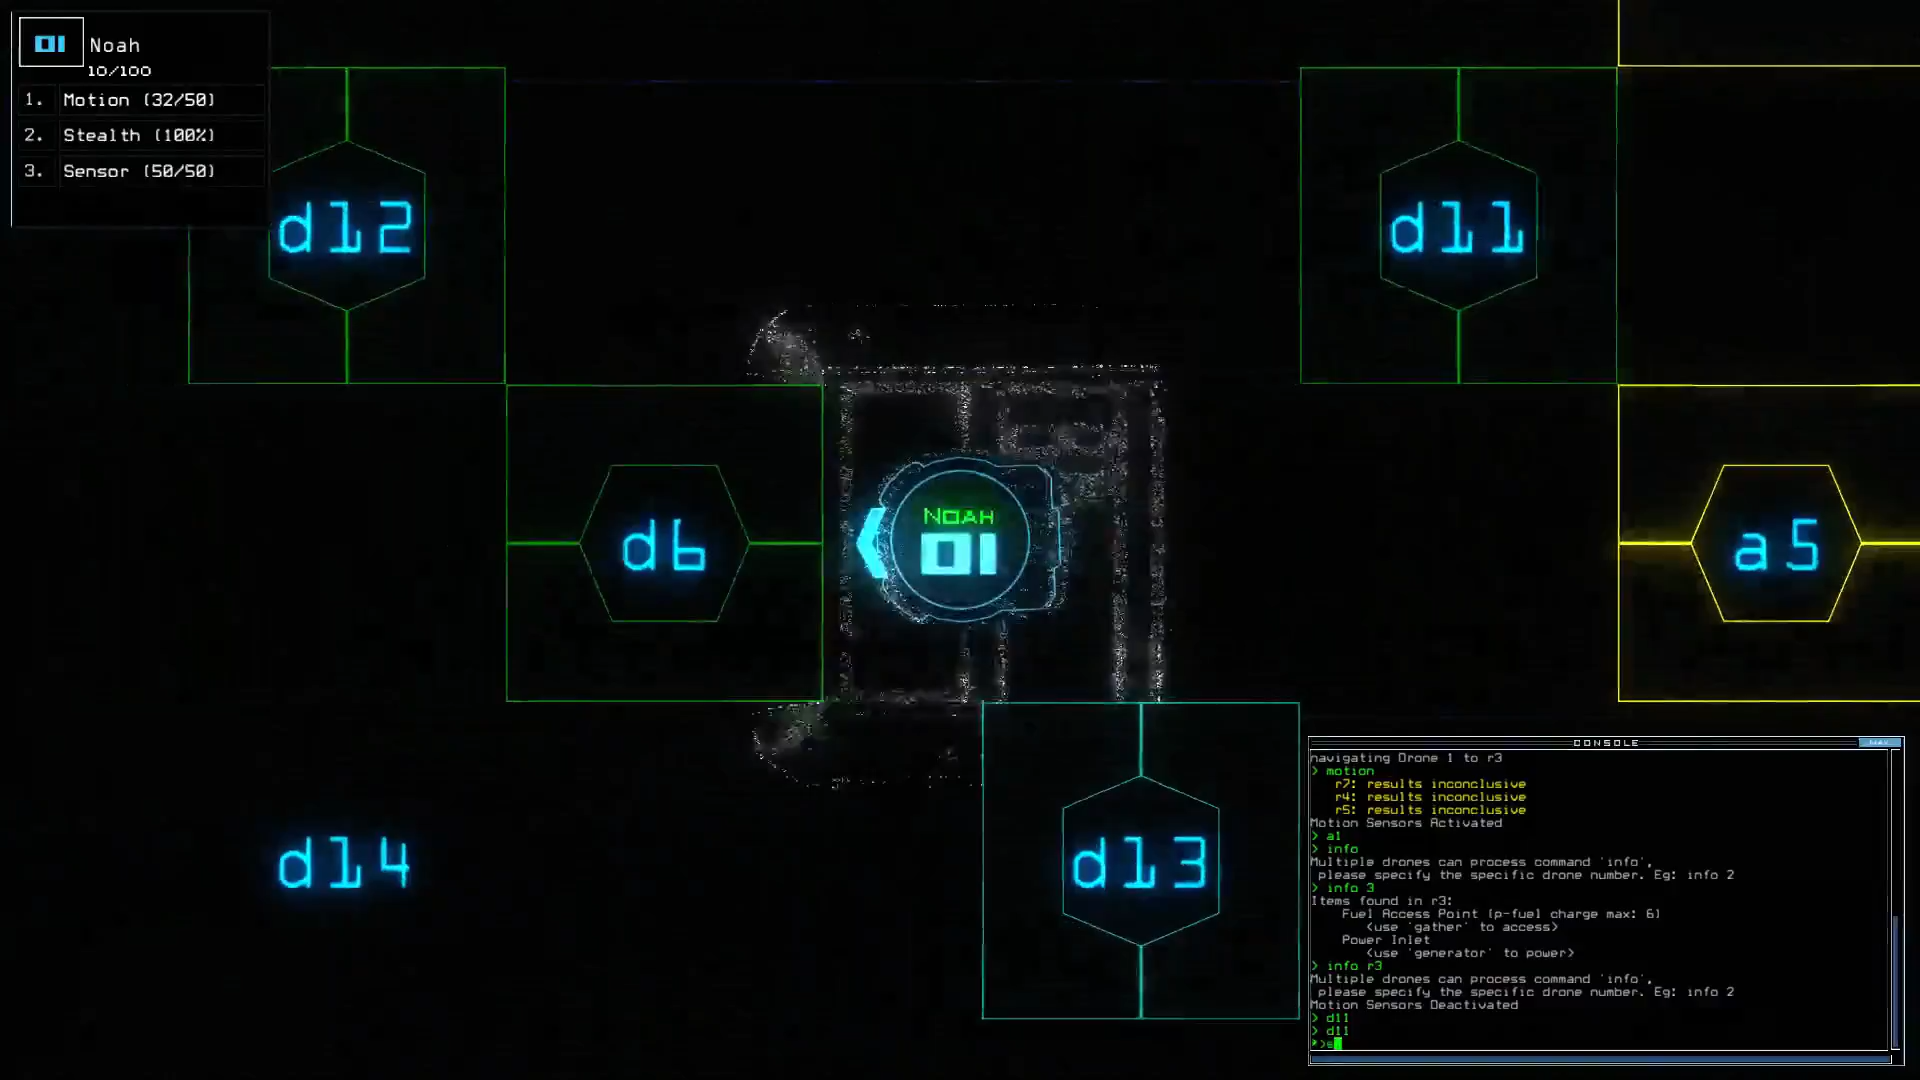 01 Noah
10/100
1. Motion (32/50)
2. Stealth (100%)
3. Sensor (50/50)
d12
d11
d6
NOAH
01
a5
d14
d13
CONSOLE
navigating Drone 1 to r3
> motion
r7: results inconclusive
r4: results inconclusive
r5: results inconclusive
Motion Sensors Activated
> a1
> info
Multiple drones can process command 'info',
please specify the specific drone number. Eg: info 2
> info 3
Items found in r3:
Fuel Access Point (p-fuel charge max: 6)
<use 'gather' to access>
Power Inlet
<use 'generator' to power>
> info r3
Multiple drones can process command 'info',
please specify the specific drone number. Eg: info 2
Motion Sensors Deactivated
> d11
> d11